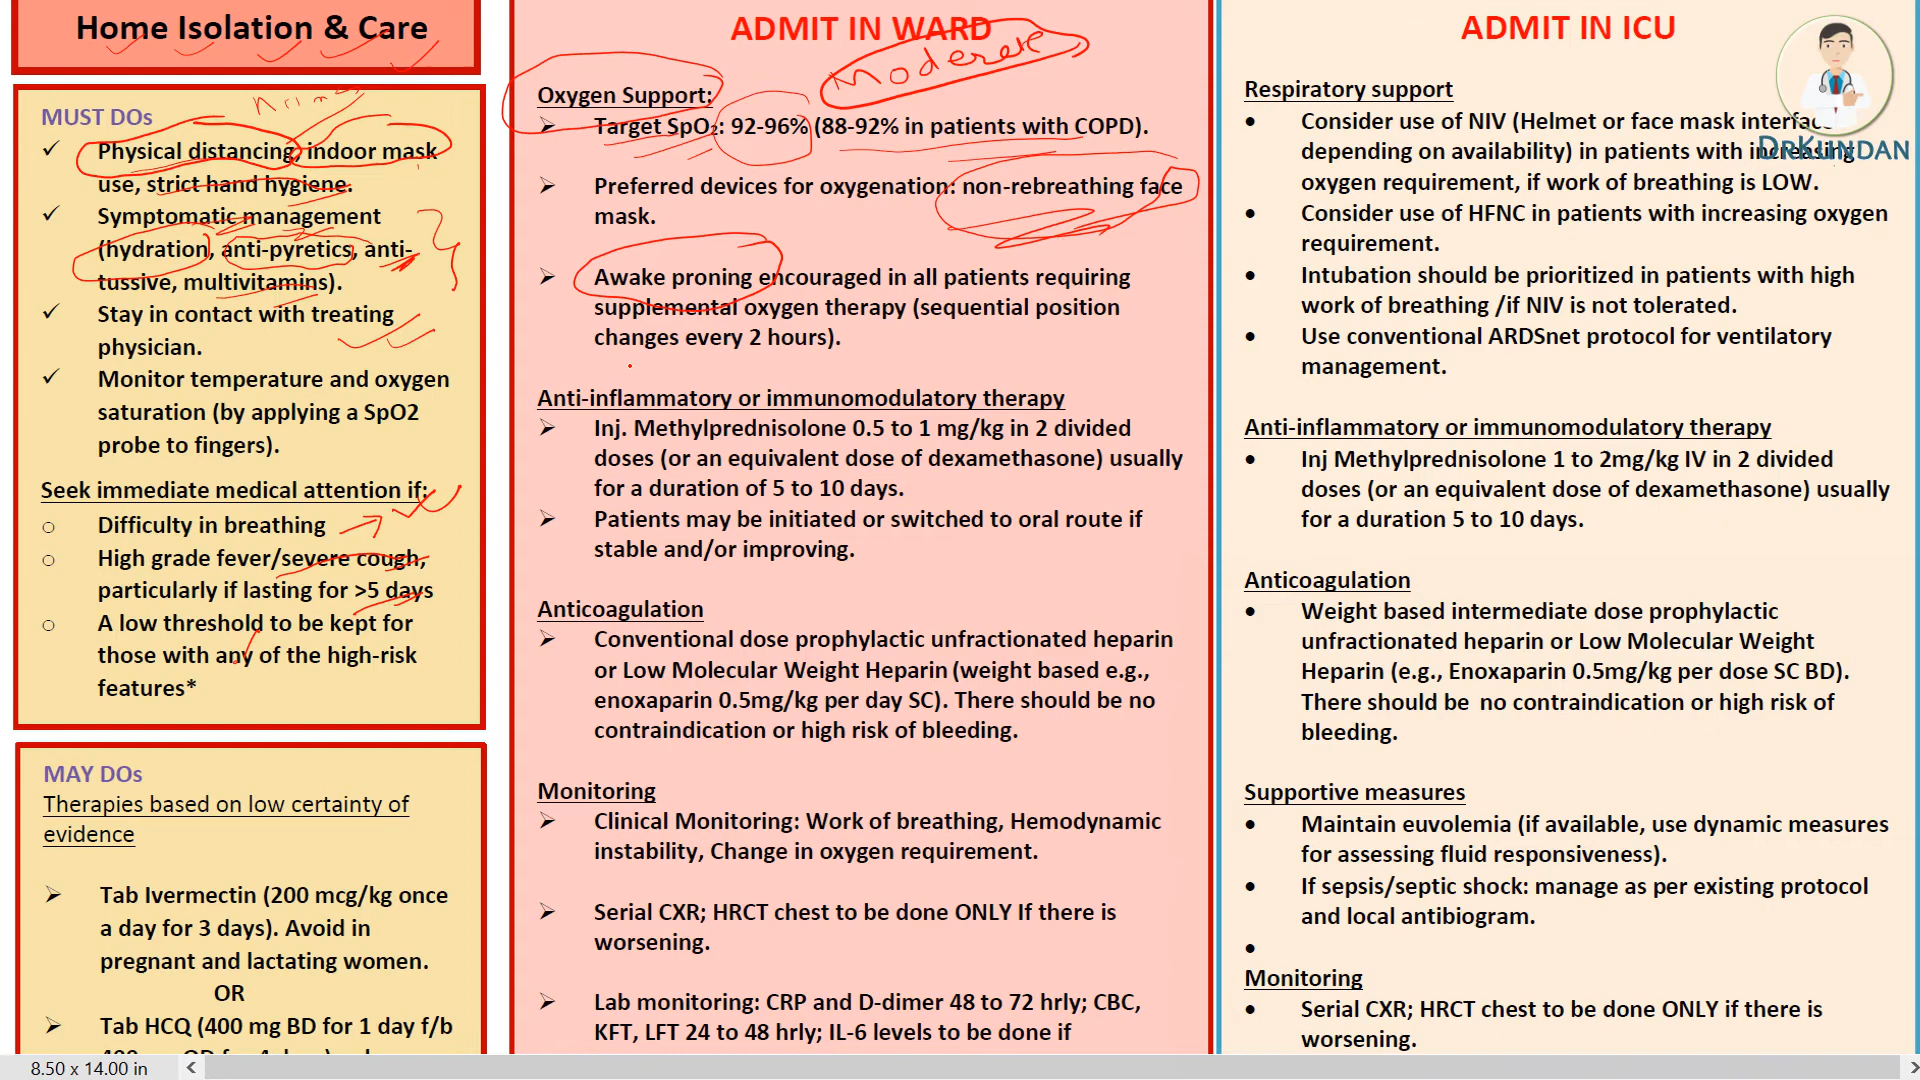 Home Isolation & Care
MUST DOs
Physical distancing, indoor mask
use, strict hand hygiene.
Symptomatic management
(hydration, anti-pyretics, anti-
tussive, multivitamins).
Stay in contact with treating
physician.
Monitor temperature and oxygen
saturation (by applying a SpO2
probe to fingers).
Seek immediate medical attention if:
Difficulty in breathing
High grade fever/severe cough,
particularly if lasting for >5 days
A low threshold to be kept for
those with any of the high-risk
features*
MAY DOs
Therapies based on low certainty of
evidence
Tab Ivermectin (200 mcg/kg once
a day for 3 days). Avoid in
pregnant and lactating women.
OR
Tab HCQ (400 mg BD for 1 day f/b
8.50 x 14.00 in
ADMIT IN WARD
Moderate
Oxygen Support:
Target SpO₂: 92-96% (88-92% in patients with COPD).
Preferred devices for oxygenation: non-rebreathing face
mask.
Awake proning encouraged in all patients requiring
supplemental oxygen therapy (sequential position
changes every 2 hours).
Anti-inflammatory or immunomodulatory therapy
Inj. Methylprednisolone 0.5 to 1 mg/kg in 2 divided
doses (or an equivalent dose of dexamethasone) usually
for a duration of 5 to 10 days.
Patients may be initiated or switched to oral route if
stable and/or improving.
Anticoagulation
Conventional dose prophylactic unfractionated heparin
or Low Molecular Weight Heparin (weight based e.g.,
enoxaparin 0.5mg/kg per day SC). There should be no
contraindication or high risk of bleeding.
Monitoring
Clinical Monitoring: Work of breathing, Hemodynamic
instability, Change in oxygen requirement.
Serial CXR; HRCT chest to be done ONLY If there is
worsening.
Lab monitoring: CRP and D-dimer 48 to 72 hrly; CBC,
KFT, LFT 24 to 48 hrly; IL-6 levels to be done if
ADMIT IN ICU
DRKUNDAN
Respiratory support
Consider use of NIV (Helmet or face mask interface
depending on availability) in patients with increasing
oxygen requirement, if work of breathing is LOW.
Consider use of HFNC in patients with increasing oxygen
requirement.
Intubation should be prioritized in patients with high
work of breathing /if NIV is not tolerated.
Use conventional ARDSnet protocol for ventilatory
management.
Anti-inflammatory or immunomodulatory therapy
Inj Methylprednisolone 1 to 2mg/kg IV in 2 divided
doses (or an equivalent dose of dexamethasone) usually
for a duration 5 to 10 days.
Anticoagulation
Weight based intermediate dose prophylactic
unfractionated heparin or Low Molecular Weight
Heparin (e.g., Enoxaparin 0.5mg/kg per dose SC BD).
There should be no contraindication or high risk of
bleeding.
Supportive measures
Maintain euvolemia (if available, use dynamic measures
for assessing fluid responsiveness).
If sepsis/septic shock: manage as per existing protocol
and local antibiogram.
Monitoring
Serial CXR; HRCT chest to be done ONLY if there is
worsening.